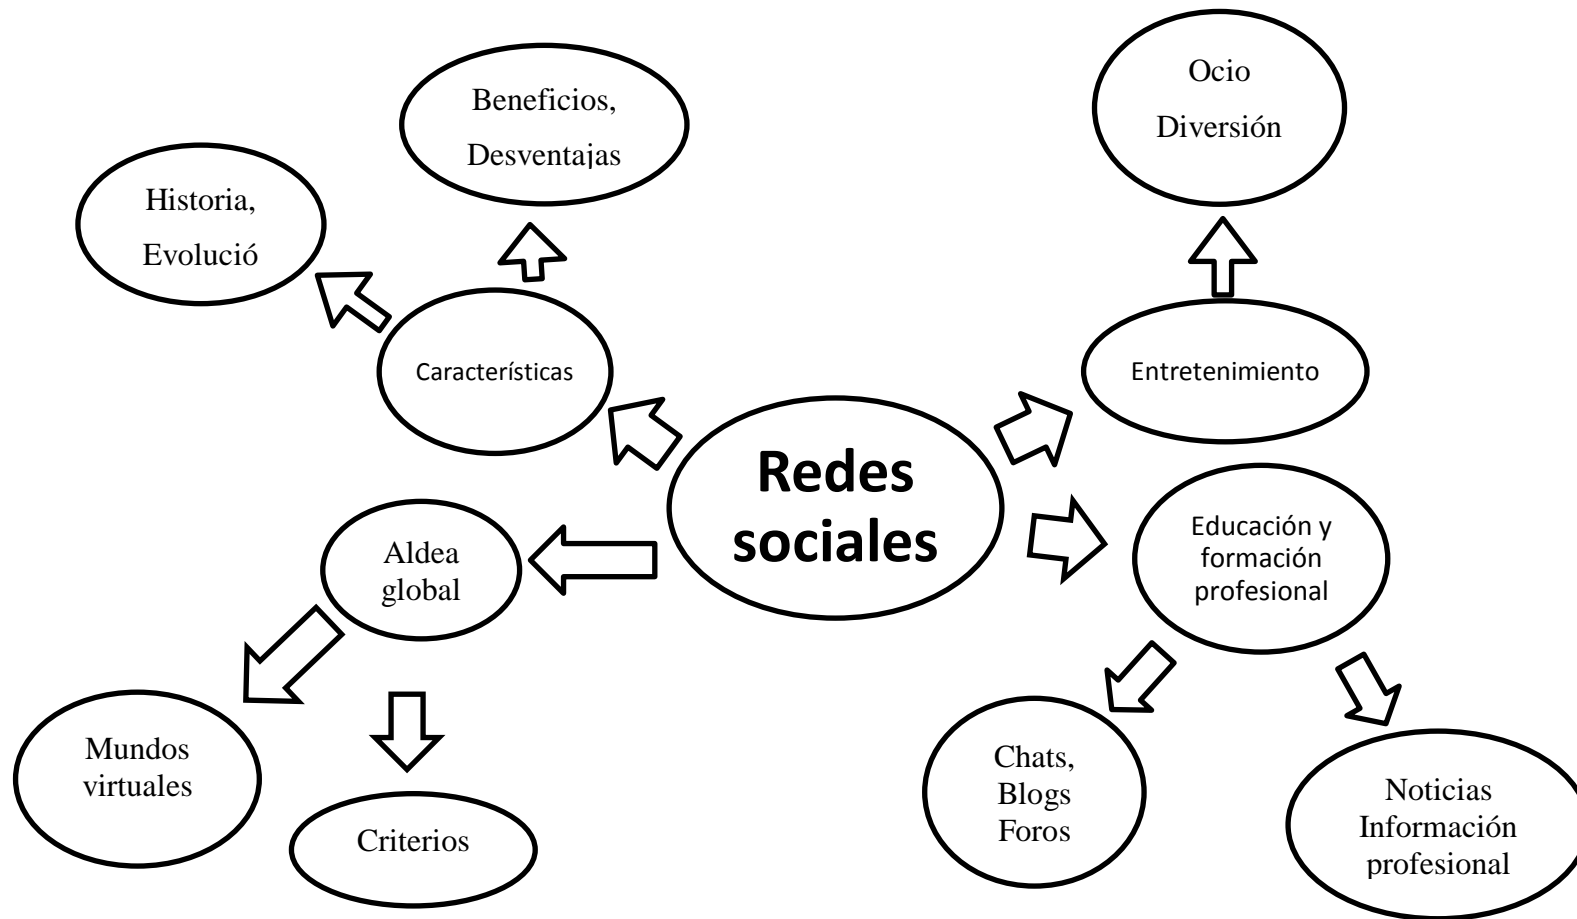 Ocio
Diversión
Beneficios,
Desventajas
Historia,
Evolució
Características
Entretenimiento
Redes
sociales
Educación y
formación
profesional
Aldea
global
Mundos
virtuales
Criterios
Chats,
Blogs
Foros
Noticias
Información
profesional